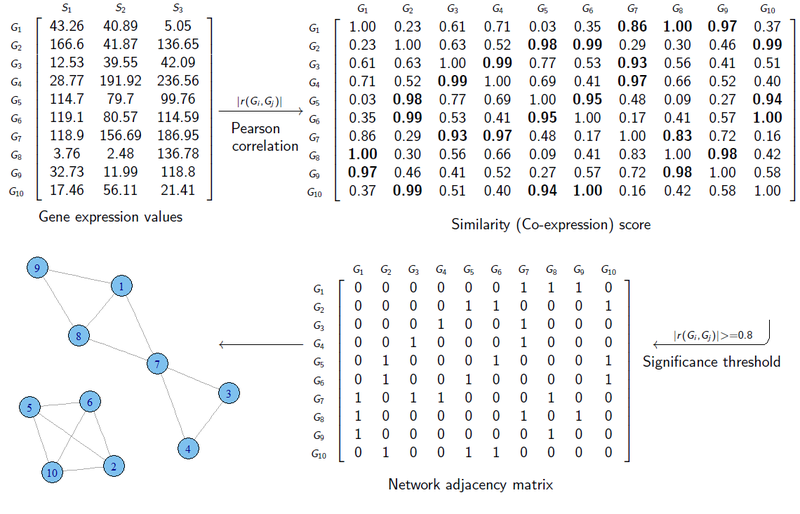 S1 S2 S3
G1 43.26 40.89 5.05
G2 166.6 41.87 136.65
G3 12.53 39.55 42.09
G4 28.77 191.92 236.56
G5 114.7 79.7 99.76
G6 119.1 80.57 114.59
G7 118.9 156.69 186.95
G8 3.76 2.48 136.78
G9 32.73 11.99 118.8
G10 17.46 56.11 21.41
Gene expression values
|r(Gi,Gj)|
Pearson
correlation
G1 G2 G3 G4 G5 G6 G7 G8 G9 G10
G1 1.00 0.23 0.61 0.71 0.03 0.35 0.86 1.00 0.97 0.37
G2 0.23 1.00 0.63 0.52 0.98 0.99 0.29 0.30 0.46 0.99
G3 0.61 0.63 1.00 0.99 0.77 0.53 0.93 0.56 0.41 0.51
G4 0.71 0.52 0.99 1.00 0.69 0.41 0.97 0.66 0.52 0.40
G5 0.03 0.98 0.77 0.69 1.00 0.95 0.48 0.09 0.27 0.94
G6 0.35 0.99 0.53 0.41 0.95 1.00 0.17 0.41 0.57 1.00
G7 0.86 0.29 0.93 0.97 0.48 0.17 1.00 0.83 0.72 0.16
G8 1.00 0.30 0.56 0.66 0.09 0.41 0.83 1.00 0.98 0.42
G9 0.97 0.46 0.41 0.52 0.27 0.57 0.72 0.98 1.00 0.58
G10 0.37 0.99 0.51 0.40 0.94 1.00 0.16 0.42 0.58 1.00
Similarity (Co-expression) score
|r(Gi,Gj)|>=0.8
Significance threshold
G1 G2 G3 G4 G5 G6 G7 G8 G9 G10
G1 0 0 0 0 0 0 1 1 1 0
G2 0 0 0 0 1 1 0 0 0 1
G3 0 0 0 1 0 0 1 0 0 0
G4 0 0 1 0 0 0 1 0 0 0
G5 0 1 0 0 0 1 0 0 0 1
G6 0 1 0 0 1 0 0 0 0 1
G7 1 0 1 1 0 0 0 1 0 0
G8 1 0 0 0 0 0 1 0 1 0
G9 1 0 0 0 0 0 0 1 0 0
G10 0 1 0 0 1 1 0 0 0 0
Network adjacency matrix
9
1
8
7
3
4
5
6
2
10